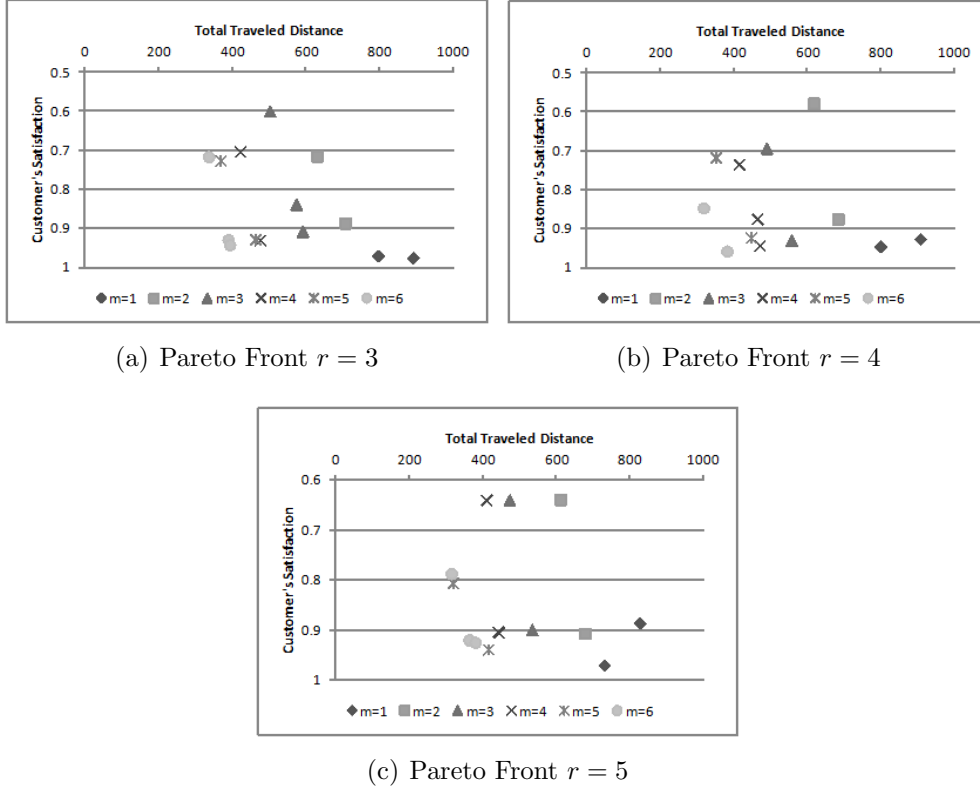 Total Traveled Distance
0 200 400 600 800 1000
0.5
0.6
0.7
0.8
0.9
1
Customer's Satisfaction
m=1 m=2 m=3 m=4 m=5 m=6
(a) Pareto Front r = 3
Total Traveled Distance
0 200 400 600 800 1000
0.5
0.6
0.7
0.8
0.9
1
Customer's Satisfaction
m=1 m=2 m=3 m=4 m=5 m=6
(b) Pareto Front r = 4
Total Traveled Distance
0 200 400 600 800 1000
0.6
0.7
0.8
0.9
1
Customer's Satisfaction
m=1 m=2 m=3 m=4 m=5 m=6
(c) Pareto Front r = 5